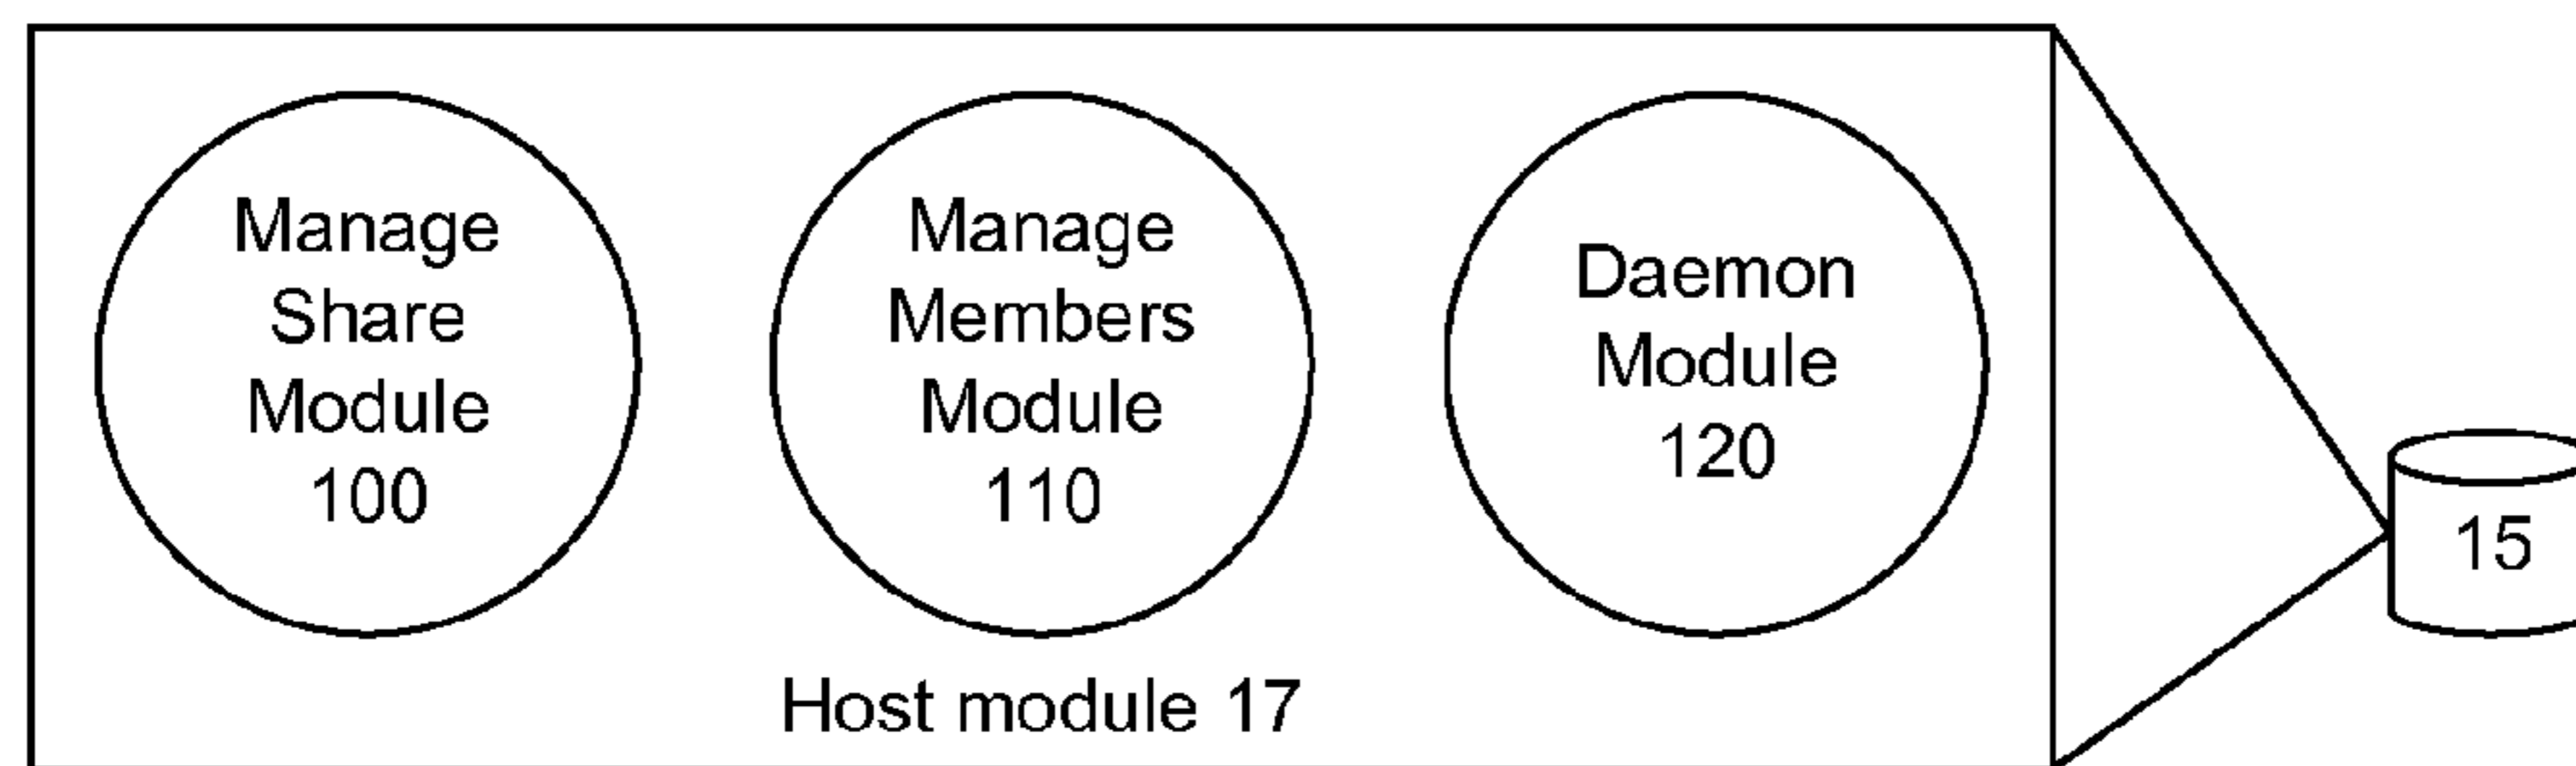 Manage
Share
Module
100
Manage
Members
Module
110
Daemon
Module
120
15
Host module 17